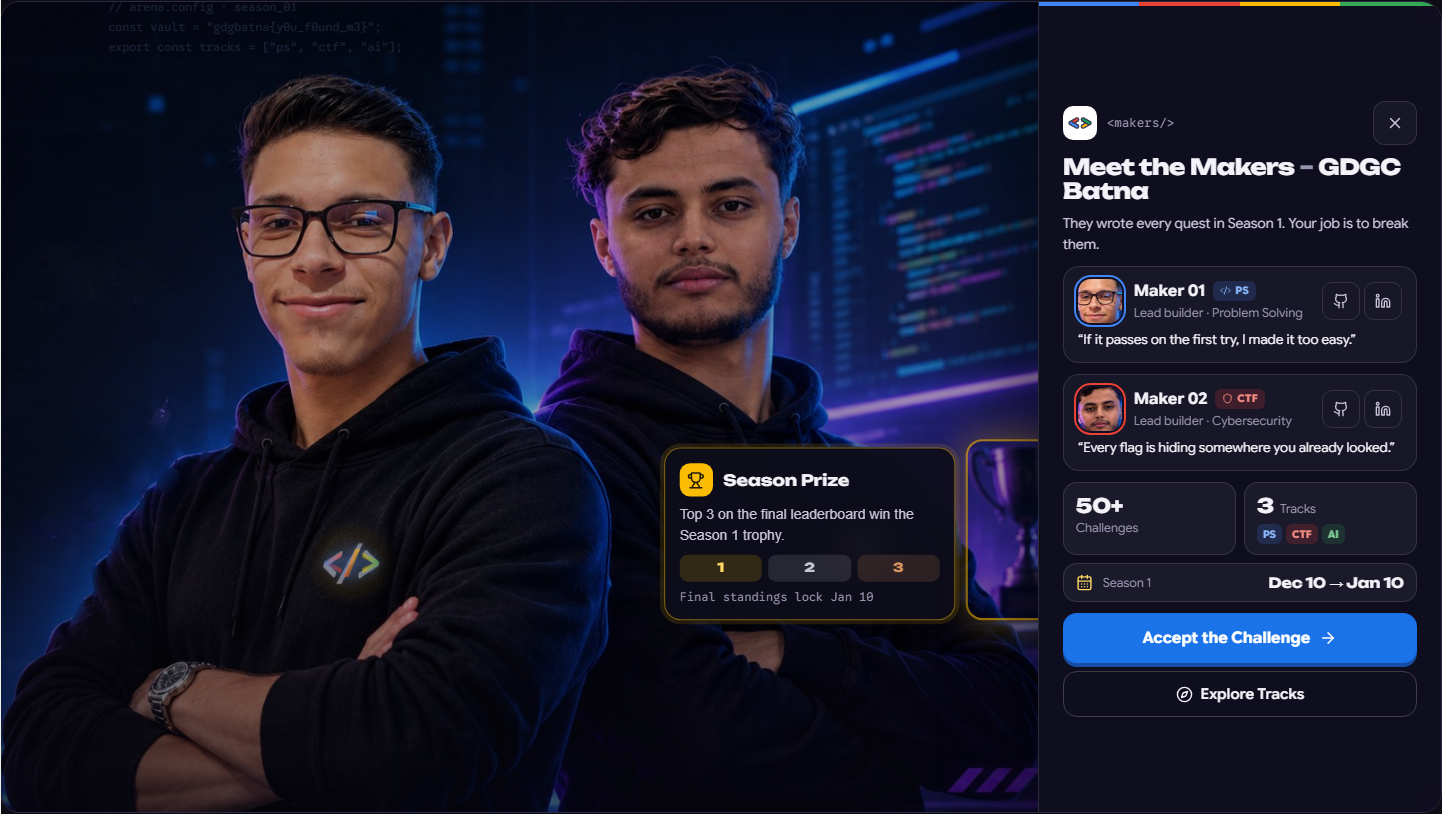 // arena.config · season_01
const vault = "gdgbatna{y0u_f0und_m3}";
export const tracks = ["ps", "ctf", "ai"];
<makers/>
Meet the Makers – GDGC
Batna
They wrote every quest in Season 1. Your job is to break
them.
Maker 01
</> PS
Lead builder · Problem Solving
“If it passes on the first try, I made it too easy.”
Maker 02
CTF
Lead builder · Cybersecurity
“Every flag is hiding somewhere you already looked.”
Season Prize
Top 3 on the final leaderboard win the
Season 1 trophy.
1 2 3
Final standings lock Jan 10
50+
Challenges
3 Tracks
PS CTF AI
Season 1
Dec 10 → Jan 10
Accept the Challenge →
Explore Tracks